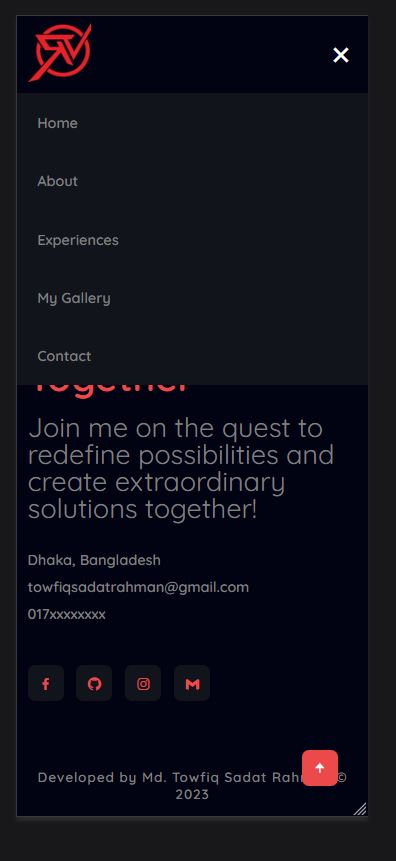 Home
About
Experiences
My Gallery
Contact
Together
Join me on the quest to
redefine possibilities and
create extraordinary
solutions together!
Dhaka, Bangladesh
towfiqsadatrahman@gmail.com
017xxxxxxxx
Developed by Md. Towfiq Sadat Rah ©
2023